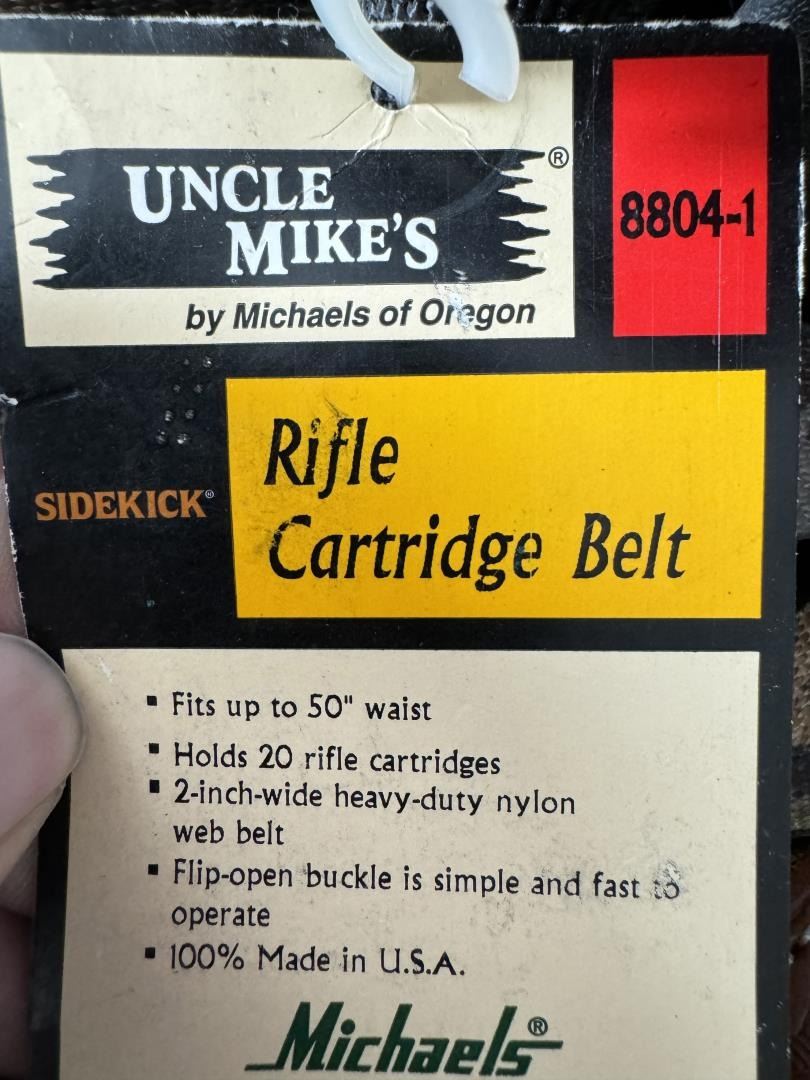 UNCLE
MIKE'S®
by Michaels of Oregon
8804-1
SIDEKICK®
Rifle
Cartridge Belt
▪ Fits up to 50" waist
▪ Holds 20 rifle cartridges
▪ 2-inch-wide heavy-duty nylon
web belt
▪ Flip-open buckle is simple and fast to
operate
▪ 100% Made in U.S.A.
Michaels®